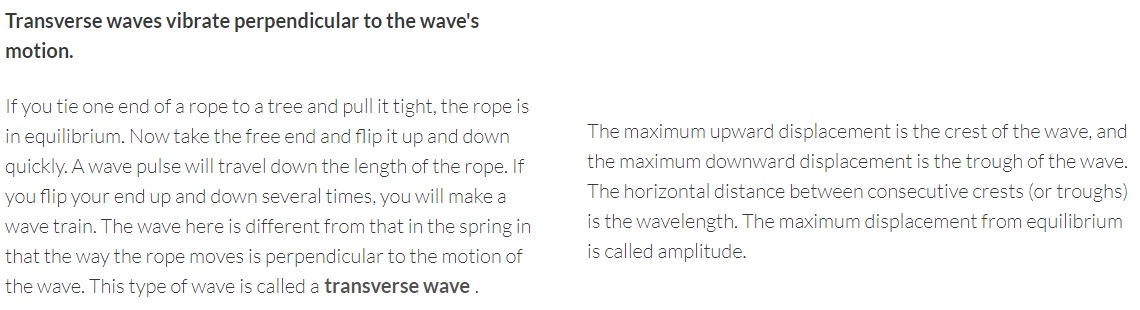 Transverse waves vibrate perpendicular to the wave's
motion.
If you tie one end of a rope to a tree and pull it tight, the rope is
in equilibrium. Now take the free end and flip it up and down
quickly. A wave pulse will travel down the length of the rope. If
you flip your end up and down several times, you will make a
wave train. The wave here is different from that in the spring in
that the way the rope moves is perpendicular to the motion of
the wave. This type of wave is called a transverse wave .
The maximum upward displacement is the crest of the wave, and
the maximum downward displacement is the trough of the wave.
The horizontal distance between consecutive crests (or troughs)
is the wavelength. The maximum displacement from equilibrium
is called amplitude.